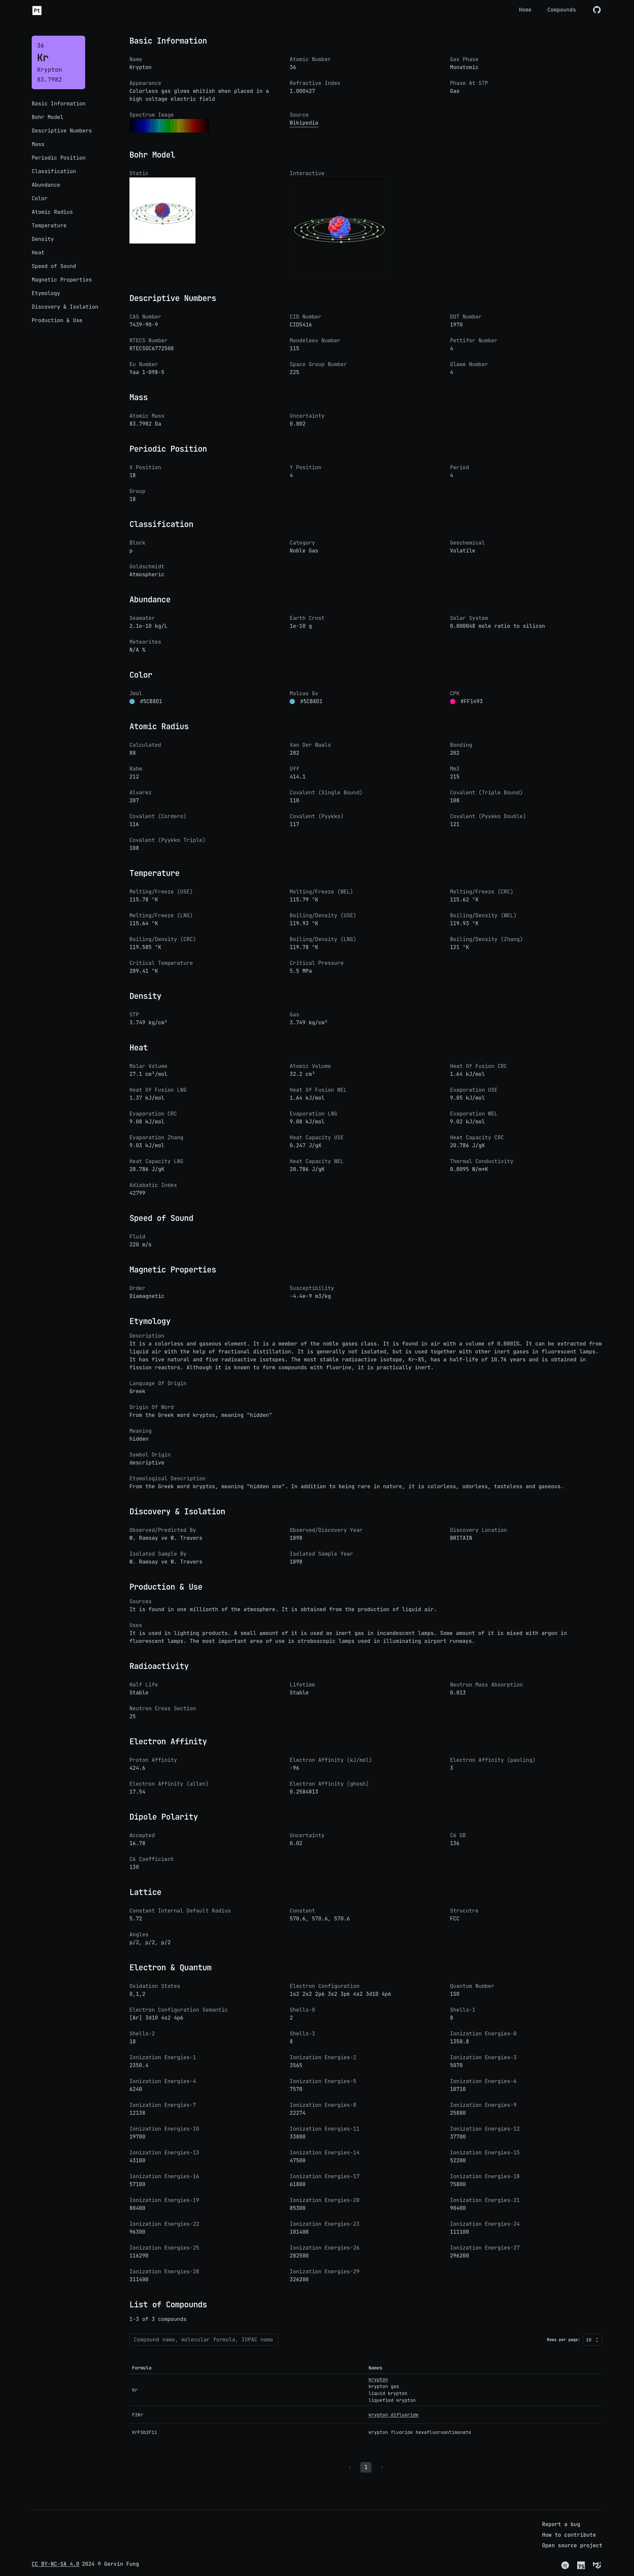 Pt
Home
Compounds
36
Kr
Krypton
83.7982
Basic Information
Bohr Model
Descriptive Numbers
Mass
Periodic Position
Classification
Abundance
Color
Atomic Radius
Temperature
Density
Heat
Speed of Sound
Magnetic Properties
Etymology
Discovery & Isolation
Production & Use
Basic Information
Name
Krypton
Atomic Number
36
Gas Phase
Monatomic
Appearance
Colorless gas glows whitish when placed in a
high voltage electric field
Refractive Index
1.000427
Phase At STP
Gas
Spectrum Image
Source
Wikipedia
Bohr Model
Static
Interactive
Descriptive Numbers
CAS Number
7439-90-9
CID Number
CID5416
DOT Number
1970
RTECS Number
RTECSOC6772500
Mendeleev Number
115
Pettifor Number
4
Eu Number
Yaa 1-098-5
Space Group Number
225
Glawe Number
4
Mass
Atomic Mass
83.7982 Da
Uncertainty
0.002
Periodic Position
X Position
18
Y Position
4
Period
4
Group
18
Classification
Block
p
Category
Noble Gas
Geochemical
Volatile
Goldschmidt
Atmospheric
Abundance
Seawater
2.1e-10 kg/L
Earth Crust
1e-10 g
Solar System
0.000048 mole ratio to silicon
Meteorites
N/A %
Color
Jmol
#5CB8D1
Molcas Gv
#5CB8D1
CPK
#FF1493
Atomic Radius
Calculated
88
Van Der Waals
202
Bonding
202
Rahm
212
Uff
414.1
Mm3
215
Alvarez
207
Covalent (Single Bound)
110
Covalent (Triple Bound)
108
Covalent (Cordero)
116
Covalent (Pyykko)
117
Covalent (Pyykko Double)
121
Covalent (Pyykko Triple)
108
Temperature
Melting/Freeze (USE)
115.78 °K
Melting/Freeze (WEL)
115.79 °K
Melting/Freeze (CRC)
115.62 °K
Melting/Freeze (LNG)
115.64 °K
Boiling/Density (USE)
119.93 °K
Boiling/Density (WEL)
119.93 °K
Boiling/Density (CRC)
119.585 °K
Boiling/Density (LNG)
119.78 °K
Boiling/Density (Zhang)
121 °K
Critical Temperature
209.41 °K
Critical Pressure
5.5 MPa
Density
STP
3.749 kg/cm³
Gas
3.749 kg/cm³
Heat
Molar Volume
27.1 cm³/mol
Atomic Volume
32.2 cm³
Heat Of Fusion CRC
1.64 kJ/mol
Heat Of Fusion LNG
1.37 kJ/mol
Heat Of Fusion WEL
1.64 kJ/mol
Evaporation USE
9.05 kJ/mol
Evaporation CRC
9.08 kJ/mol
Evaporation LNG
9.08 kJ/mol
Evaporation WEL
9.02 kJ/mol
Evaporation Zhang
9.03 kJ/mol
Heat Capacity USE
0.247 J/gK
Heat Capacity CRC
20.786 J/gK
Heat Capacity LNG
20.786 J/gK
Heat Capacity WEL
20.786 J/gK
Thermal Conductivity
0.0095 W/m*K
Adiabatic Index
42799
Speed of Sound
Fluid
220 m/s
Magnetic Properties
Order
Diamagnetic
Susceptibility
-4.4e-9 m3/kg
Etymology
Description
It is a colorless and gaseous element. It is a member of the noble gases class. It is found in air with a volume of 0.0001%. It can be extracted from
liquid air with the help of fractional distillation. It is generally not isolated, but is used together with other inert gases in fluorescent lamps.
It has five natural and five radioactive isotopes. The most stable radioactive isotope, Kr-85, has a half-life of 10.76 years and is obtained in
fission reactors. Although it is known to form compounds with fluorine, it is practically inert.
Language Of Origin
Greek
Origin Of Word
From the Greek word kryptos, meaning "hidden"
Meaning
hidden
Symbol Origin
descriptive
Etymological Description
From the Greek word kryptos, meaning "hidden one". In addition to being rare in nature, it is colorless, odorless, tasteless and gaseous.
Discovery & Isolation
Observed/Predicted By
W. Ramsay ve W. Travers
Observed/Discovery Year
1898
Discovery Location
BRITAIN
Isolated Sample By
W. Ramsay ve W. Travers
Isolated Sample Year
1898
Production & Use
Sources
It is found in one millionth of the atmosphere. It is obtained from the production of liquid air.
Uses
It is used in lighting products. A small amount of it is used as inert gas in incandescent lamps. Some amount of it is mixed with argon in
fluorescent lamps. The most important area of use is stroboscopic lamps used in illuminating airport runways.
Radioactivity
Half Life
Stable
Lifetime
Stable
Neutron Mass Absorption
0.013
Neutron Cross Section
25
Electron Affinity
Proton Affinity
424.6
Electron Affinity (kJ/mol)
-96
Electron Affinity (pauling)
3
Electron Affinity (allen)
17.54
Electron Affinity (ghosh)
0.2584813
Dipole Polarity
Accepted
16.78
Uncertainty
0.02
C6 GB
136
C6 Coefficient
130
Lattice
Constant Internal Default Radius
5.72
Constant
570.6, 570.6, 570.6
Strucutre
FCC
Angles
p/2, p/2, p/2
Electron & Quantum
Oxidation States
0,1,2
Electron Configuration
1s2 2s2 2p6 3s2 3p6 4s2 3d10 4p6
Quantum Number
1S0
Electron Configuration Semantic
[Ar] 3d10 4s2 4p6
Shells-0
2
Shells-1
8
Shells-2
18
Shells-3
8
Ionization Energies-0
1350.8
Ionization Energies-1
2350.4
Ionization Energies-2
3565
Ionization Energies-3
5070
Ionization Energies-4
6240
Ionization Energies-5
7570
Ionization Energies-6
10710
Ionization Energies-7
12138
Ionization Energies-8
22274
Ionization Energies-9
25880
Ionization Energies-10
29700
Ionization Energies-11
33800
Ionization Energies-12
37700
Ionization Energies-13
43100
Ionization Energies-14
47500
Ionization Energies-15
52200
Ionization Energies-16
57100
Ionization Energies-17
61800
Ionization Energies-18
75800
Ionization Energies-19
80400
Ionization Energies-20
85300
Ionization Energies-21
90400
Ionization Energies-22
96300
Ionization Energies-23
101400
Ionization Energies-24
111100
Ionization Energies-25
116290
Ionization Energies-26
282500
Ionization Energies-27
296200
Ionization Energies-28
311400
Ionization Energies-29
326200
List of Compounds
1-3 of 3 compounds
Compound name, molecular formula, IUPAC name
Rows per page:
10
Formula
Names
Kr
krypton
krypton gas
liquid krypton
liquefied krypton
F2Kr
krypton difluoride
KrFSb2F11
krypton fluoride hexafluoroantimonate
‹ 1 ›
Report a bug
How to contribute
Open source project
CC BY-NC-SA 4.0 2024 © Gervin Fung